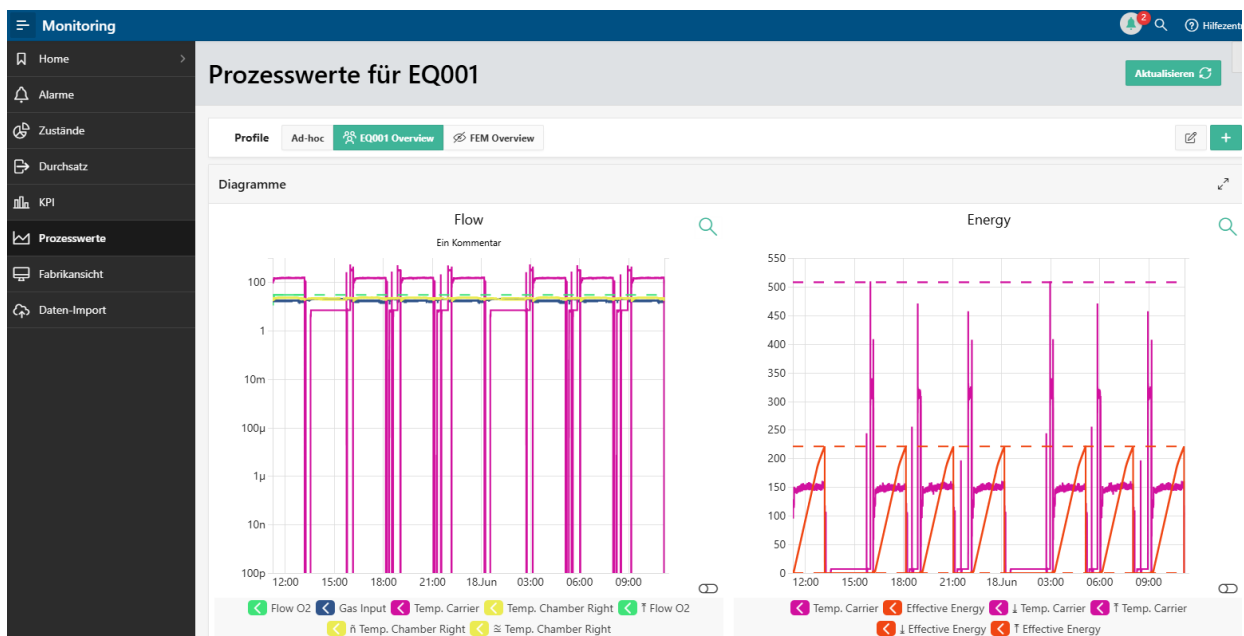 Monitoring
2
Hilfezentr
Home
Alarme
Zustände
Durchsatz
KPI
Prozesswerte
Fabrikansicht
Daten-Import
Prozesswerte für EQ001
Aktualisieren
Profile Ad-hoc EQ001 Overview FEM Overview
Diagramme
Flow
Ein Kommentar
100
1
10m
100µ
1µ
10n
100p
12:00 15:00 18:00 21:00 18.Jun 03:00 06:00 09:00
Flow O2 Gas Input Temp. Carrier Temp. Chamber Right ⤒ Flow O2
ñ Temp. Chamber Right ≃ Temp. Chamber Right
Energy
550
500
450
400
350
300
250
200
150
100
50
0
12:00 15:00 18:00 21:00 18.Jun 03:00 06:00 09:00
Temp. Carrier Effective Energy ⤓ Temp. Carrier ⤒ Temp. Carrier
⤓ Effective Energy ⤒ Effective Energy